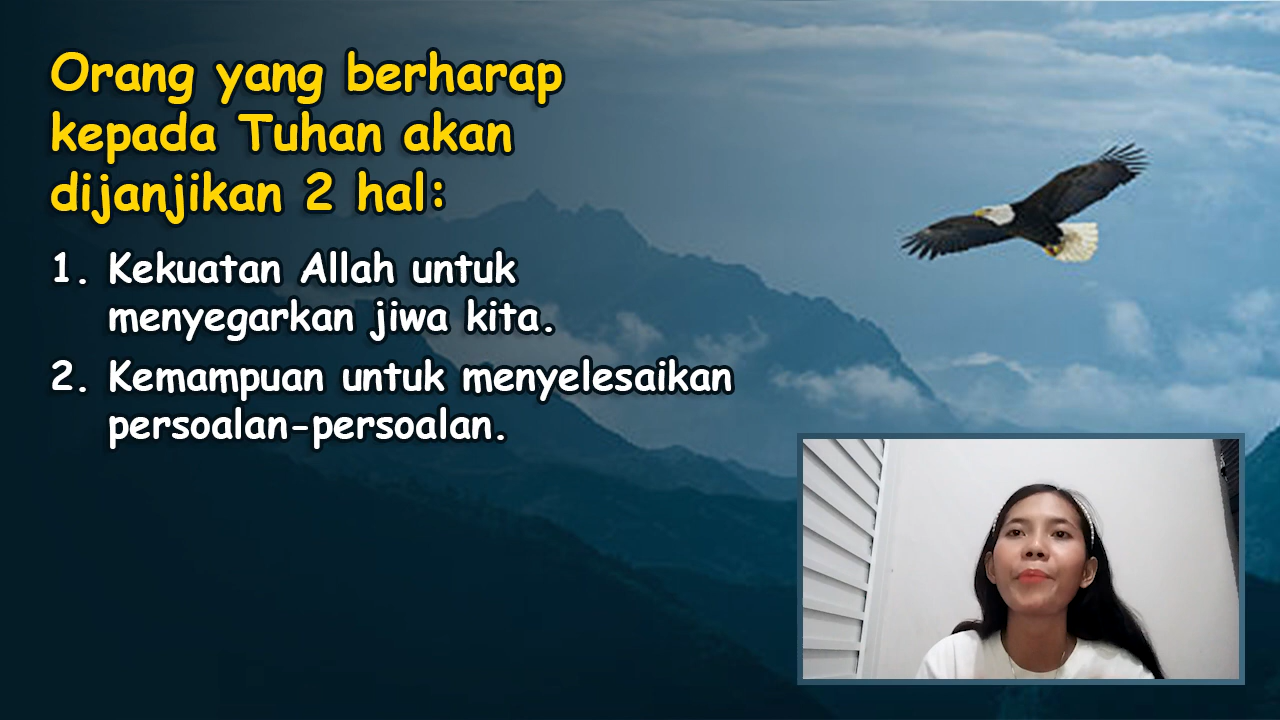 Orang yang berharap
kepada Tuhan akan
dijanjikan 2 hal:
1. Kekuatan Allah untuk
menyegarkan jiwa kita.
2. Kemampuan untuk menyelesaikan
persoalan-persoalan.